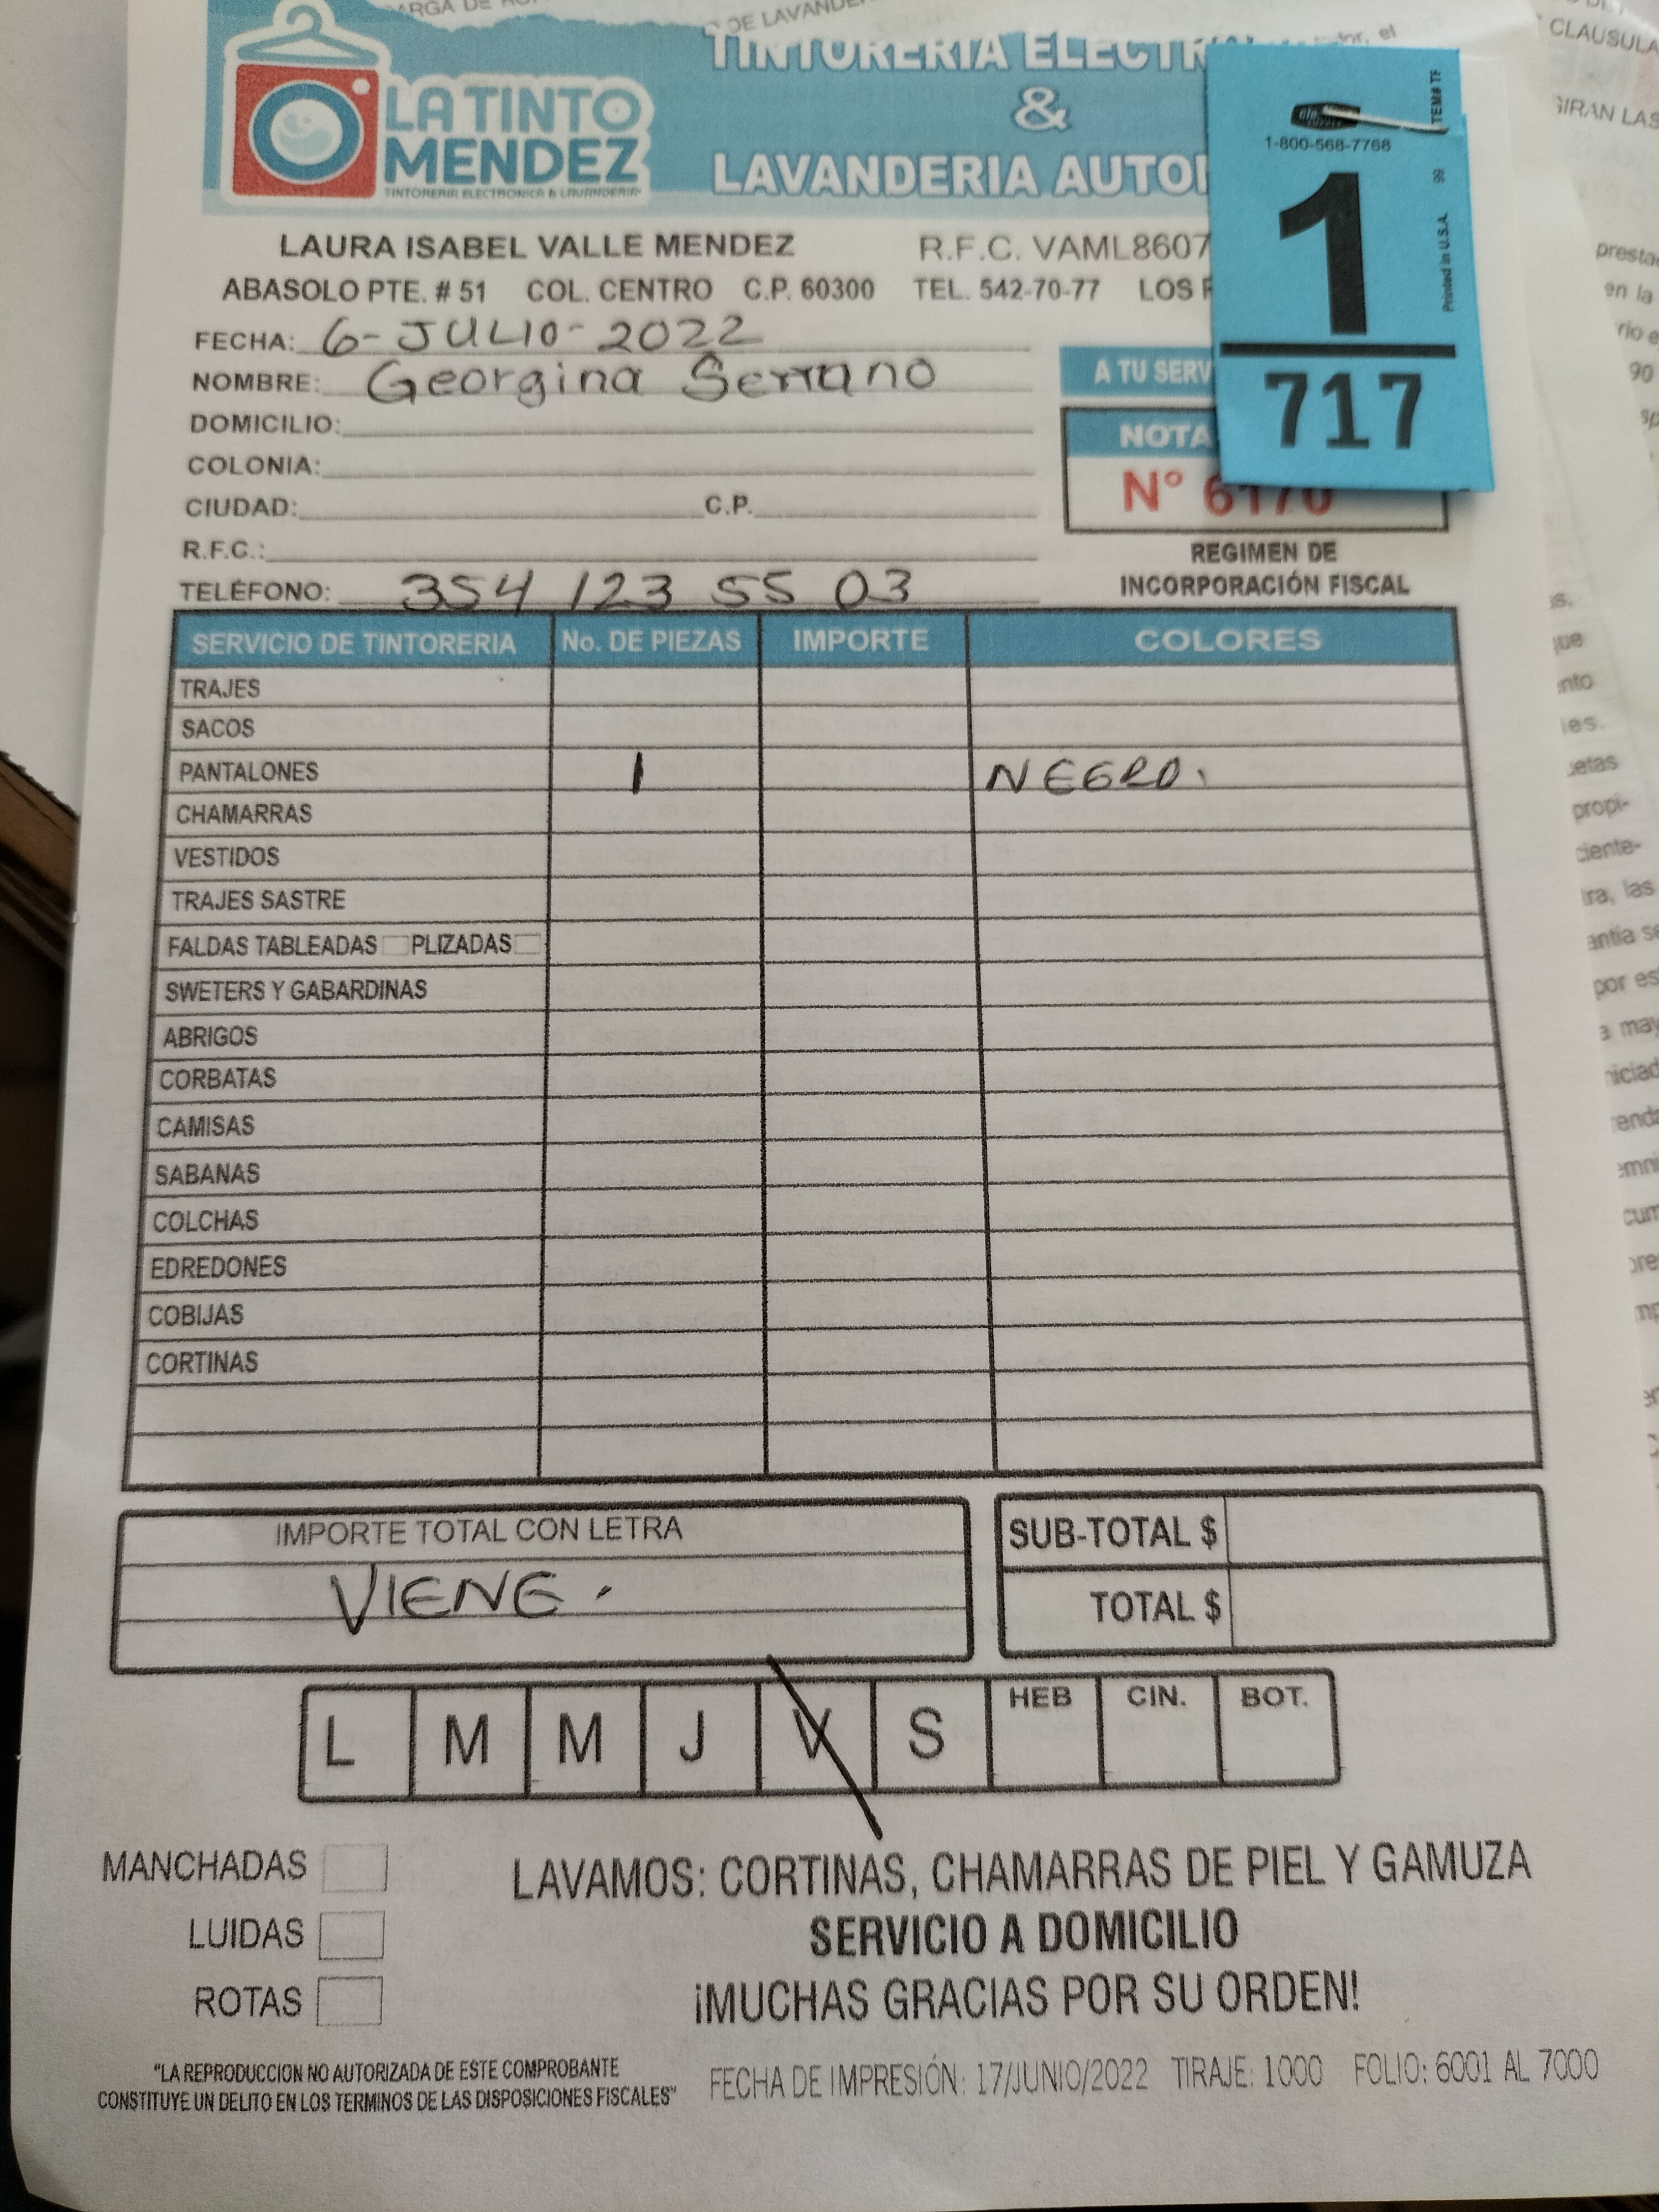 TINTORERIA ELECTR
&
LAVANDERIA AUTO
LA TINTO
MENDEZ
TINTORERIA ELECTRONICA & LAVANDERIA
1-800-568-7768
ITEM# TF
99
Printed in U.S.A.
1
717
LAURA ISABEL VALLE MENDEZ R.F.C. VAML8607
ABASOLO PTE. # 51 COL. CENTRO C.P. 60300 TEL. 542-70-77 LOS
FECHA: 6-JULIO-2022
NOMBRE: Georgina Serrano
A TU SERV
DOMICILIO:
NOTA
COLONIA:
Nº 6170
CIUDAD: C.P.
R.F.C.:
REGIMEN DE
INCORPORACIÓN FISCAL
TELÉFONO: 354 123 55 03
SERVICIO DE TINTORERIA No. DE PIEZAS IMPORTE COLORES
TRAJES
SACOS
PANTALONES 1 NEGRO.
CHAMARRAS
VESTIDOS
TRAJES SASTRE
FALDAS TABLEADAS PLIZADAS
SWETERS Y GABARDINAS
ABRIGOS
CORBATAS
CAMISAS
SABANAS
COLCHAS
EDREDONES
COBIJAS
CORTINAS
IMPORTE TOTAL CON LETRA
VIENE.
SUB-TOTAL $
TOTAL $
L M M J V S HEB CIN. BOT.
MANCHADAS
LUIDAS
ROTAS
LAVAMOS: CORTINAS, CHAMARRAS DE PIEL Y GAMUZA
SERVICIO A DOMICILIO
¡MUCHAS GRACIAS POR SU ORDEN!
"LA REPRODUCCION NO AUTORIZADA DE ESTE COMPROBANTE
CONSTITUYE UN DELITO EN LOS TERMINOS DE LAS DISPOSICIONES FISCALES"
FECHA DE IMPRESIÓN: 17/JUNIO/2022 TIRAJE: 1000 FOLIO: 6001 AL 7000